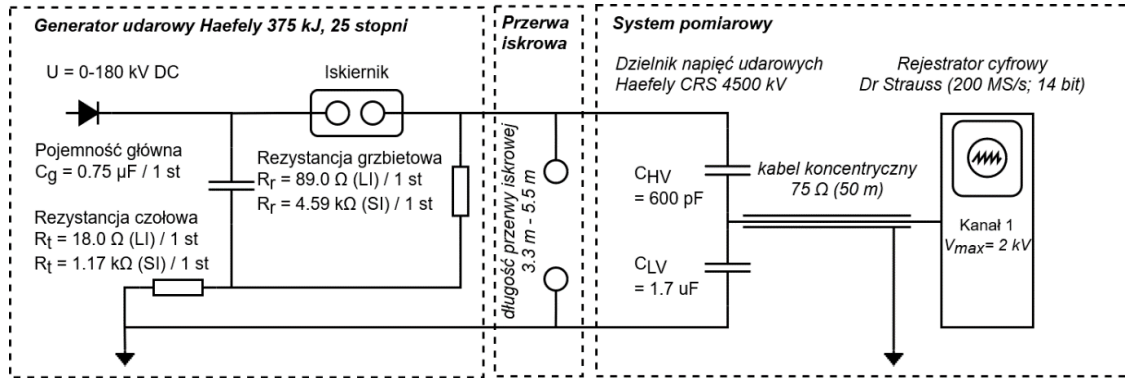 Generator udarowy Haefely 375 kJ, 25 stopni
U = 0-180 kV DC
Iskiernik
Pojemność główna
Cg = 0.75 µF / 1 st
Rezystancja czołowa
Rt = 18.0 Ω (LI) / 1 st
Rt = 1.17 kΩ (SI) / 1 st
Rezystancja grzbietowa
Rr = 89.0 Ω (LI) / 1 st
Rr = 4.59 kΩ (SI) / 1 st
Przerwa
iskrowa
długość przerwy iskrowej
3.3 m - 5.5 m
System pomiarowy
Dzielnik napięć udarowych
Haefely CRS 4500 kV
Rejestrator cyfrowy
Dr Strauss (200 MS/s; 14 bit)
CHV
= 600 pF
kabel koncentryczny
75 Ω (50 m)
CLV
= 1.7 uF
Kanał 1
Vmax= 2 kV